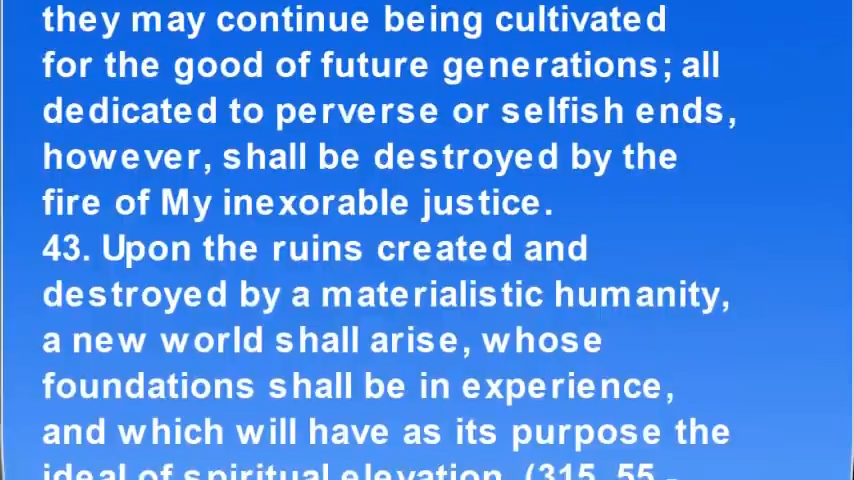 they may continue being cultivated
for the good of future generations; all
dedicated to perverse or selfish ends,
however, shall be destroyed by the
fire of My inexorable justice.
43. Upon the ruins created and
destroyed by a materialistic humanity,
a new world shall arise, whose
foundations shall be in experience,
and which will have as its purpose the
ideal of spiritual elevation. (315, 55 -